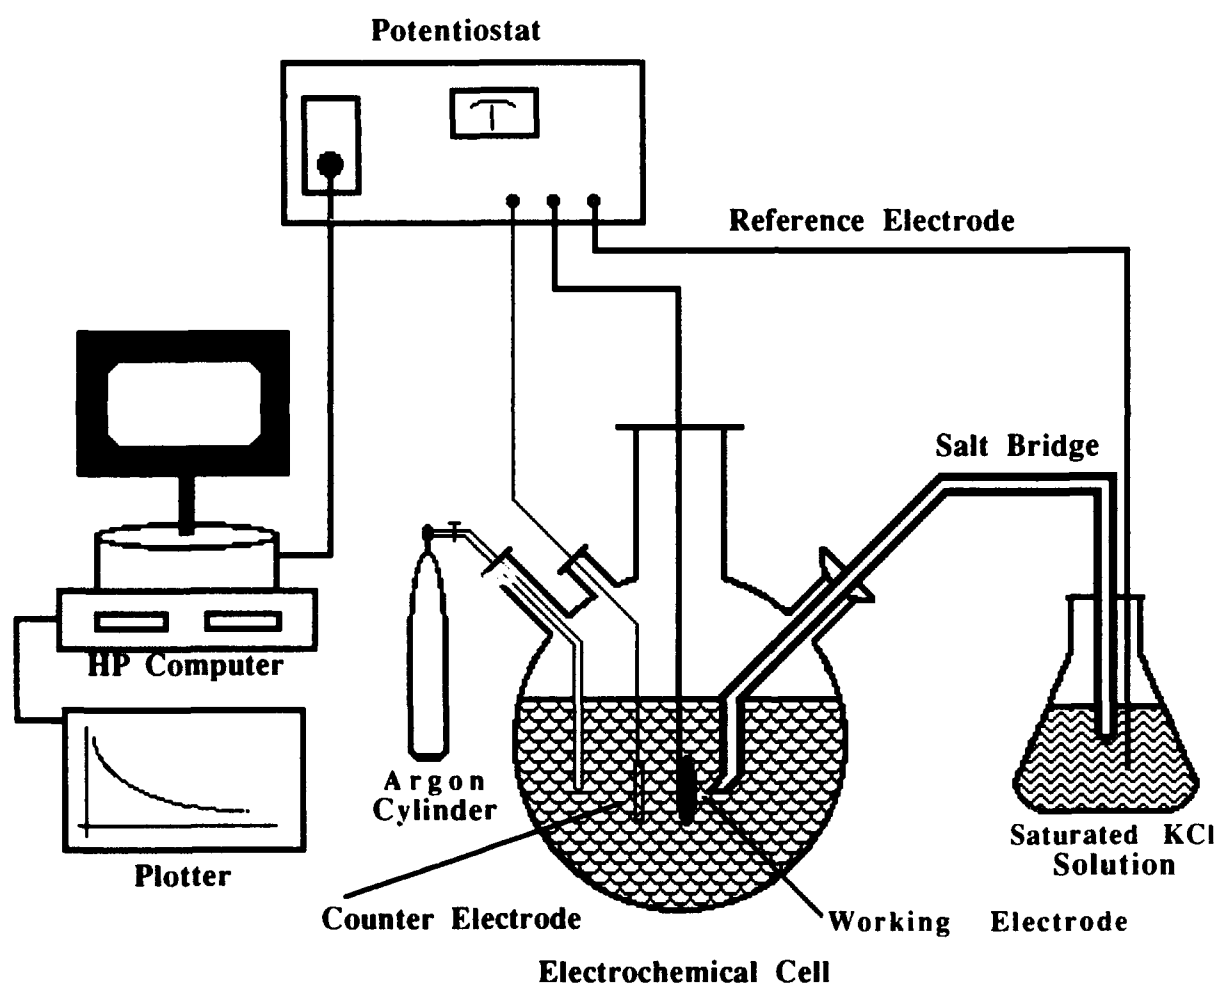 Potentiostat
Reference Electrode
Salt Bridge
HP Computer
Argon
Cylinder
Plotter
Saturated KCl
Solution
Counter Electrode
Working Electrode
Electrochemical Cell